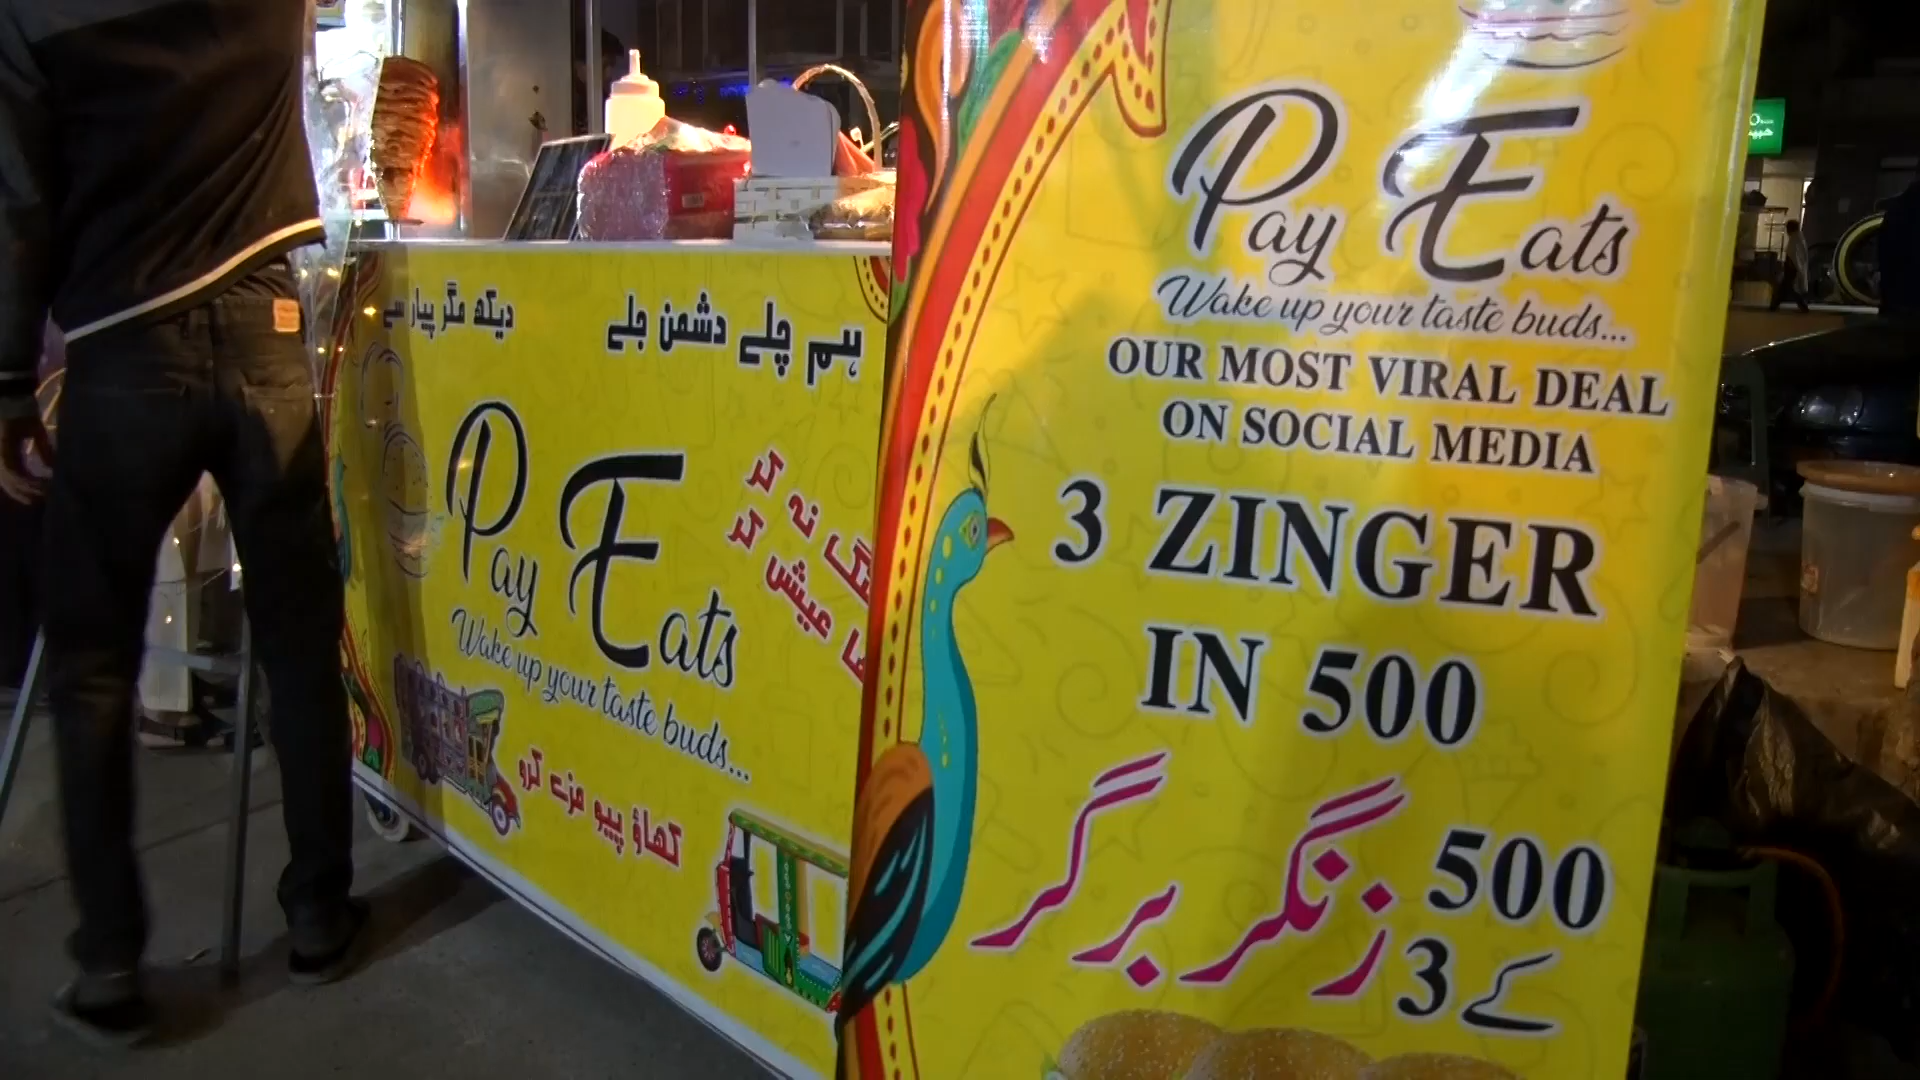 دیکھ مگر پیار سے
ہم چلے دشمن جلے
Pay Eats
Wake up your taste buds...
کھاؤ پیو مزے کرو
Pay Eats
Wake up your taste buds...
OUR MOST VIRAL DEAL
ON SOCIAL MEDIA
3 ZINGER
IN 500
500
کے 3 زنگر برگر